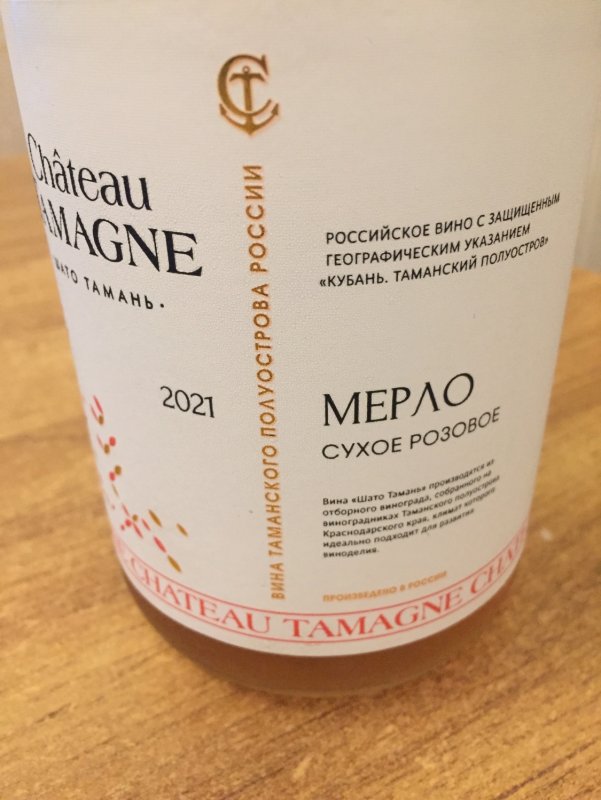 Château
TAMAGNE
ШАТО ТАМАНЬ •
2021
СТ
ВИНА ТАМАНСКОГО ПОЛУОСТРОВА РОССИИ
РОССИЙСКОЕ ВИНО С ЗАЩИЩЕННЫМ
ГЕОГРАФИЧЕСКИМ УКАЗАНИЕМ
«КУБАНЬ. ТАМАНСКИЙ ПОЛУОСТРОВ»
МЕРЛО
СУХОЕ РОЗОВОЕ
Вина «Шато Тамань» производятся из
отборного винограда, собранного на
виноградниках Таманского полуострова
Краснодарского края, климат которого
идеально подходит для развития
виноделия.
ПРОИЗВЕДЕНО В РОССИИ
CHATEAU TAMAGNE CHAT